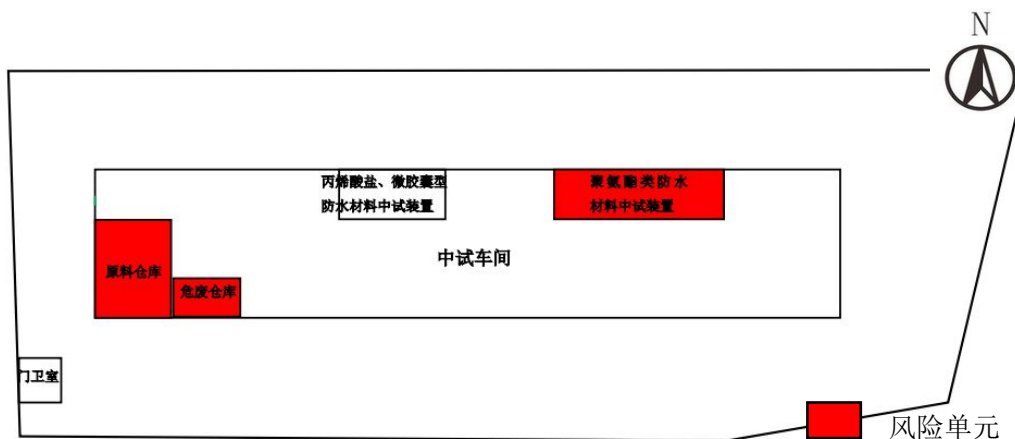 N
丙烯酸盐、微胶囊型
防水材料中试装置
聚氨酯类防水
材料中试装置
中试车间
原料仓库
危废仓库
门卫室
风险单元